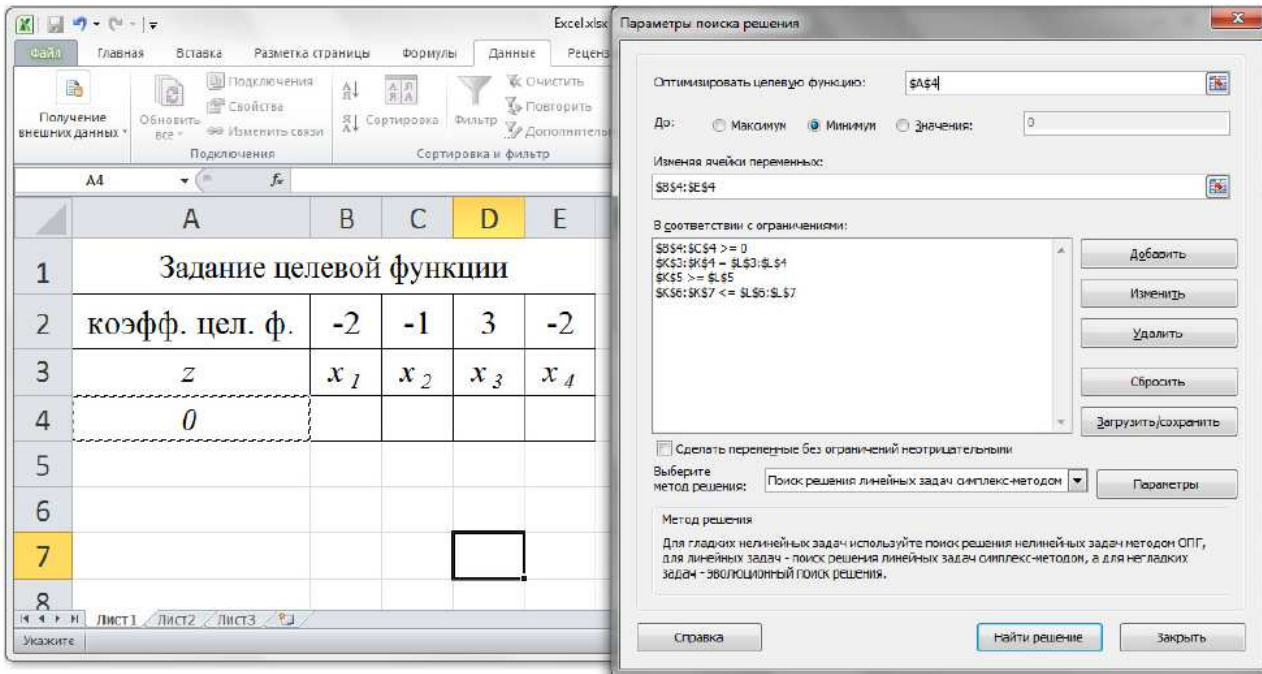 Excel.xlsx
Файл Главная Вставка Разметка страницы Формулы Данные Реценз
Получение
внешних данных
Обновить
все
Подключения
Свойства
Изменить связи
Подключения
Сортировка
Фильтр
Очистить
Повторить
Дополнитель
Сортировка и фильтр
A4 fx
A B C D E
1 Задание целевой функции
2 коэфф. цел. ф. -2 -1 3 -2
3 z x 1 x 2 x 3 x 4
4 0
5
6
7
8
Лист1 Лист2 Лист3
Укажите
Параметры поиска решения
Оптимизировать целевую функцию: $A$4
До: Максимум Минимум Значения: 0
Изменяя ячейки переменных:
$B$4:$E$4
В соответствии с ограничениями:
$B$4:$C$4 >= 0
$K$3:$K$4 = $L$3:$L$4
$K$5 >= $L$5
$K$6:$K$7 <= $L$6:$L$7
Добавить
Изменить
Удалить
Сбросить
Загрузить/сохранить
Сделать переменные без ограничений неотрицательными
Выберите
метод решения:
Поиск решения линейных задач симплекс-методом
Параметры
Метод решения
Для гладких нелинейных задач используйте поиск решения нелинейных задач методом ОПГ,
для линейных задач - поиск решения линейных задач симплекс-методом, а для негладких
задач - эволюционный поиск решения.
Справка
Найти решение
Закрыть